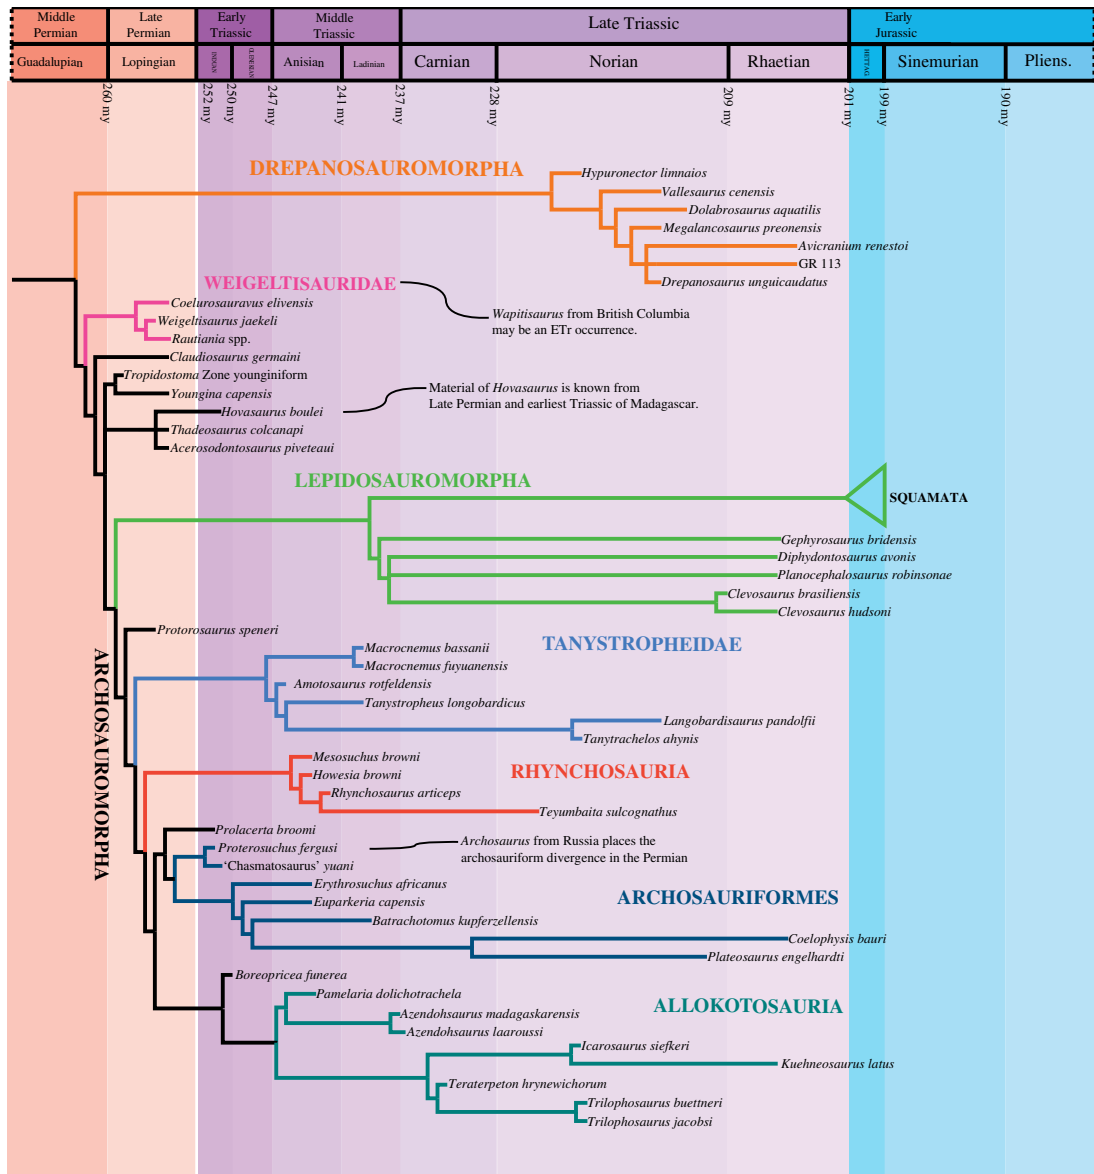 Middle
Permian
Late
Permian
Early
Triassic
Middle
Triassic
Late Triassic
Early
Jurassic
Guadalupian
Lopingian
INDUAN
OLENEKIAN
Anisian
Ladinian
Carnian
Norian
Rhaetian
HETTAG
Sinemurian
Pliens.
260 my
252 my
250 my
247 my
241 my
237 my
228 my
209 my
201 my
199 my
190 my
DREPANOSAUROMORPHA
Hypuronector limnaios
Vallesaurus cenensis
Dolabrosaurus aquatilis
Megalancosaurus preonensis
Avicranium renestoi
GR 113
Drepanosaurus unguicaudatus
WEIGELTISAURIDAE
Coelurosauravus elivensis
Weigeltisaurus jaekeli
Rautiania spp.
Wapitisaurus from British Columbia
may be an ETr occurrence.
Claudiosaurus germaini
Tropidostoma Zone younginiform
Youngina capensis
Hovasaurus boulei
Thadeosaurus colcanapi
Acerosodontosaurus piveteaui
Material of Hovasaurus is known from
Late Permian and earliest Triassic of Madagascar.
LEPIDOSAUROMORPHA
SQUAMATA
Gephyrosaurus bridensis
Diphydontosaurus avonis
Planocephalosaurus robinsonae
Clevosaurus brasiliensis
Clevosaurus hudsoni
ARCHOSAUROMORPHA
Protorosaurus speneri
TANYSTROPHEIDAE
Macrocnemus bassanii
Macrocnemus fuyuanensis
Amotosaurus rotfeldensis
Tanystropheus longobardicus
Langobardisaurus pandolfii
Tanytrachelos ahynis
RHYNCHOSAURIA
Mesosuchus browni
Howesia browni
Rhynchosaurus articeps
Teyumbaita sulcognathus
Prolacerta broomi
Proterosuchus fergusi
‘Chasmatosaurus’ yuani
Archosaurus from Russia places the
archosauriform divergence in the Permian
Erythrosuchus africanus
Euparkeria capensis
Batrachotomus kupferzellensis
ARCHOSAURIFORMES
Coelophysis bauri
Plateosaurus engelhardti
Boreopricea funerea
Pamelaria dolichotrachela
Azendohsaurus madagaskarensis
Azendohsaurus laaroussi
ALLOKOTOSAURIA
Icarosaurus siefkeri
Kuehneosaurus latus
Teraterpeton hrynewichorum
Trilophosaurus buettneri
Trilophosaurus jacobsi